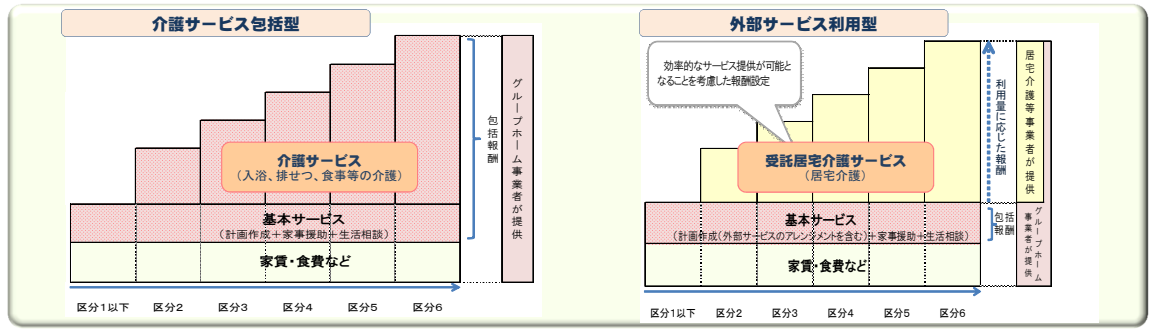 介護サービス包括型
介護サービス
（入浴、排せつ、食事等の介護）
基本サービス
（計画作成＋家事援助＋生活相談）
家賃・食費など
包括報酬
グループホーム事業者が提供
区分1以下
区分2
区分3
区分4
区分5
区分6
外部サービス利用型
効率的なサービス提供が可能と
なることを考慮した報酬設定
受託居宅介護サービス
（居宅介護）
基本サービス
（計画作成（外部サービスのアレンジメントを含む）＋家事援助＋生活相談）
家賃・食費など
利用量に応じた報酬
居宅介護等事業者が提供
包括
報酬
グループホーム
事業者が提供
区分1以下
区分2
区分3
区分4
区分5
区分6